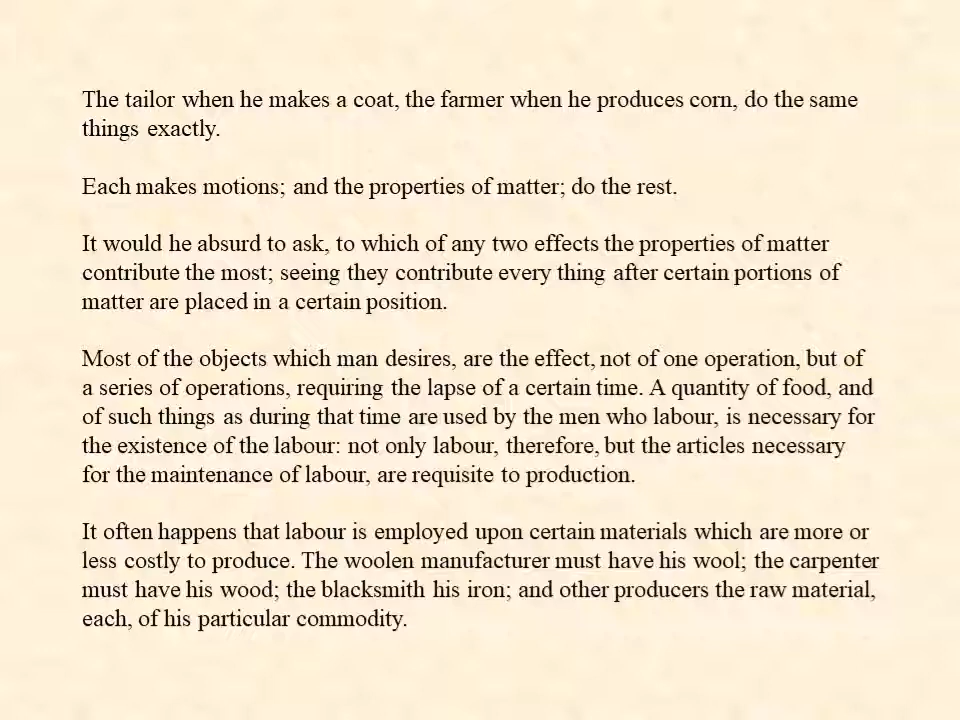 The tailor when he makes a coat, the farmer when he produces corn, do the same
things exactly.
Each makes motions; and the properties of matter; do the rest.
It would he absurd to ask, to which of any two effects the properties of matter
contribute the most; seeing they contribute every thing after certain portions of
matter are placed in a certain position.
Most of the objects which man desires, are the effect, not of one operation, but of
a series of operations, requiring the lapse of a certain time. A quantity of food, and
of such things as during that time are used by the men who labour, is necessary for
the existence of the labour: not only labour, therefore, but the articles necessary
for the maintenance of labour, are requisite to production.
It often happens that labour is employed upon certain materials which are more or
less costly to produce. The woolen manufacturer must have his wool; the carpenter
must have his wood; the blacksmith his iron; and other producers the raw material,
each, of his particular commodity.